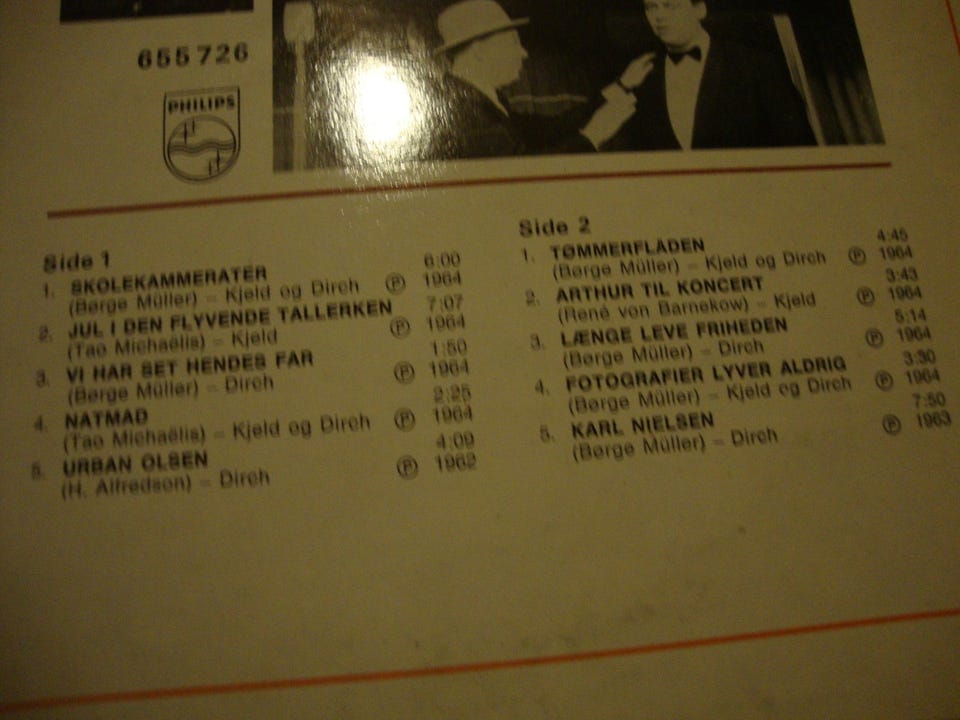 655 726
PHILIPS
Side 1
1. SKOLEKAMMERATER 6:00
(Børge Müller) – Kjeld og Dirch Ⓟ 1964
2. JUL I DEN FLYVENDE TALLERKEN 7:07
(Tao Michaëlis) – Kjeld Ⓟ 1964
3. VI HAR SET HENDES FAR 1:50
(Børge Müller) – Dirch Ⓟ 1964
4. NATMAD 2:25
(Tao Michaëlis) – Kjeld og Dirch Ⓟ 1964
5. URBAN OLSEN 4:09
(H. Alfredson) – Dirch Ⓟ 1962
Side 2
1. TØMMERFLÅDEN 4:45
(Børge Müller) – Kjeld og Dirch Ⓟ 1964
2. ARTHUR TIL KONCERT 3:43
(René von Barnekow) – Kjeld Ⓟ 1964
3. LÆNGE LEVE FRIHEDEN 5:14
(Børge Müller) – Dirch Ⓟ 1964
4. FOTOGRAFIER LYVER ALDRIG 3:30
(Børge Müller) – Kjeld og Dirch Ⓟ 1964
5. KARL NIELSEN 7:50
(Børge Müller) – Dirch Ⓟ 1963